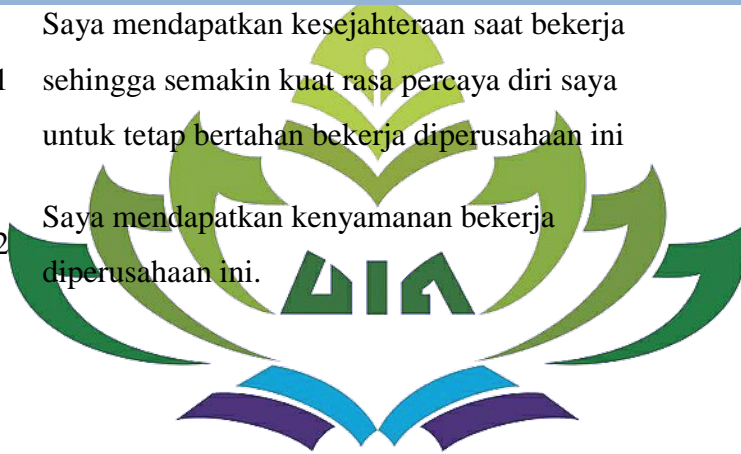 Saya mendapatkan kesejahteraan saat bekerja
1 sehingga semakin kuat rasa percaya diri saya
untuk tetap bertahan bekerja diperusahaan ini
Saya mendapatkan kenyamanan bekerja
2
diperusahaan ini.
UIN